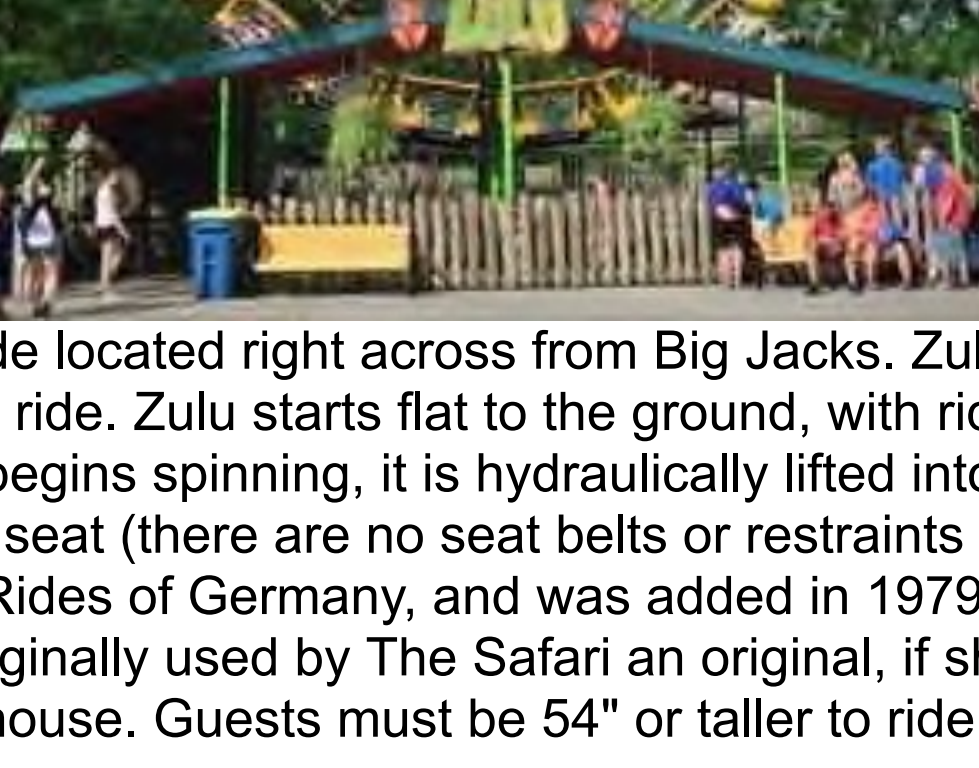 de located right across from Big Jacks. Zul
ride. Zulu starts flat to the ground, with ric
begins spinning, it is hydraulically lifted into
seat (there are no seat belts or restraints
Rides of Germany, and was added in 1979
ginally used by The Safari an original, if sh
house. Guests must be 54" or taller to ride